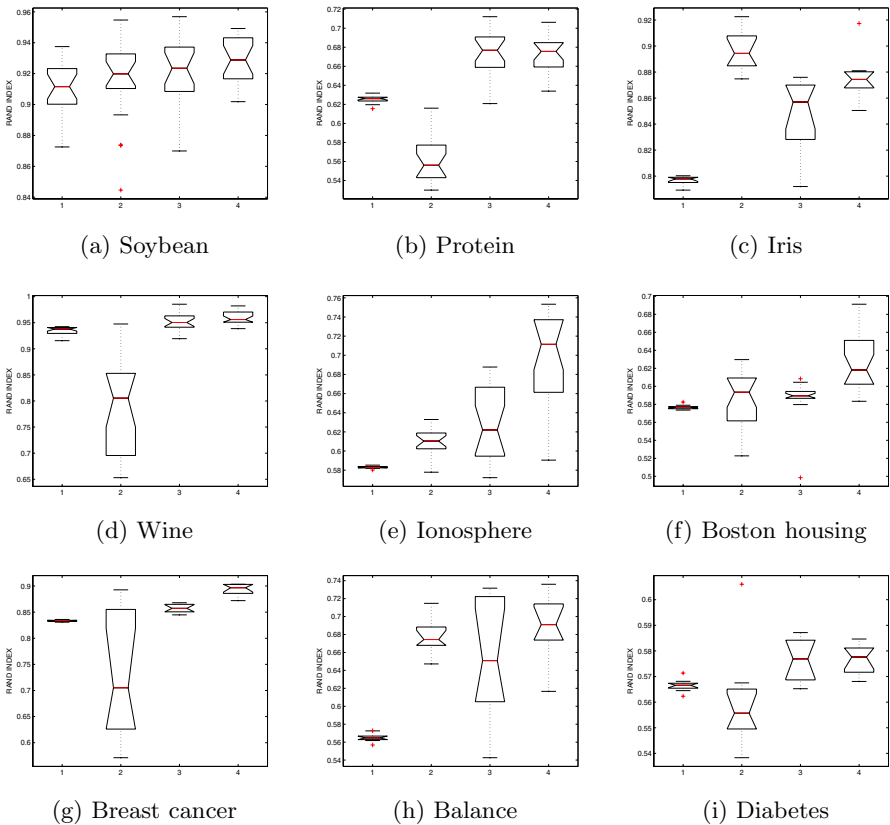 0.96
0.94
0.92
0.9
0.88
0.86
0.84
RAND INDEX
1 2 3 4
(a) Soybean
0.72
0.7
0.68
0.66
0.64
0.62
0.6
0.58
0.56
0.54
RAND INDEX
1 2 3 4
(b) Protein
0.92
0.9
0.88
0.86
0.84
0.82
0.8
RAND INDEX
1 2 3 4
(c) Iris
1
0.95
0.9
0.85
0.8
0.75
0.7
0.65
RAND INDEX
1 2 3 4
(d) Wine
0.76
0.74
0.72
0.7
0.68
0.66
0.64
0.62
0.6
0.58
RAND INDEX
1 2 3 4
(e) Ionosphere
0.7
0.68
0.66
0.64
0.62
0.6
0.58
0.56
0.54
0.52
0.5
RAND INDEX
1 2 3 4
(f) Boston housing
0.9
0.85
0.8
0.75
0.7
0.65
0.6
RAND INDEX
1 2 3 4
(g) Breast cancer
0.74
0.72
0.7
0.68
0.66
0.64
0.62
0.6
0.58
0.56
0.54
RAND INDEX
1 2 3 4
(h) Balance
0.6
0.59
0.58
0.57
0.56
0.55
0.54
RAND INDEX
1 2 3 4
(i) Diabetes